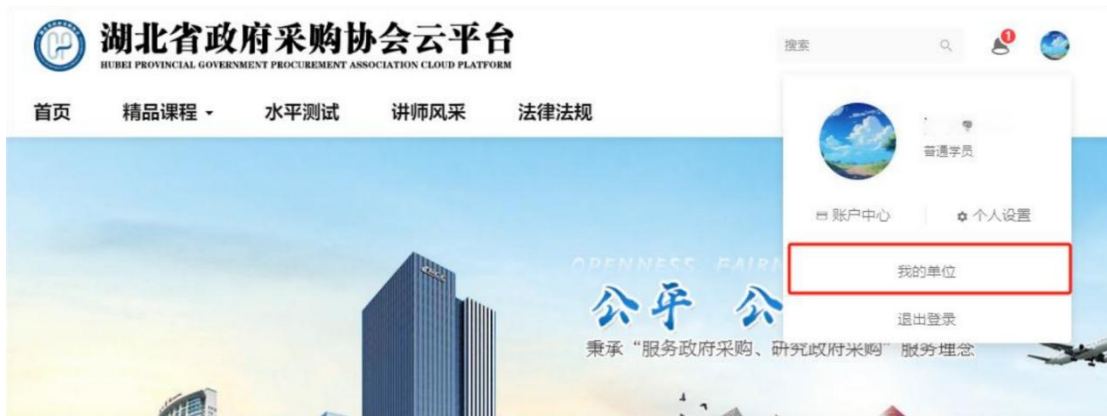 湖北省政府采购协会云平台
HUBEI PROVINCIAL GOVERNMENT PROCUREMENT ASSOCIATION CLOUD PLATFORM
搜索
1
首页 精品课程 水平测试 讲师风采 法律法规
普通学员
账户中心 个人设置
我的单位
退出登录
OPENNESS
公平 公
秉承“服务政府采购、研究政府采购”服务理念